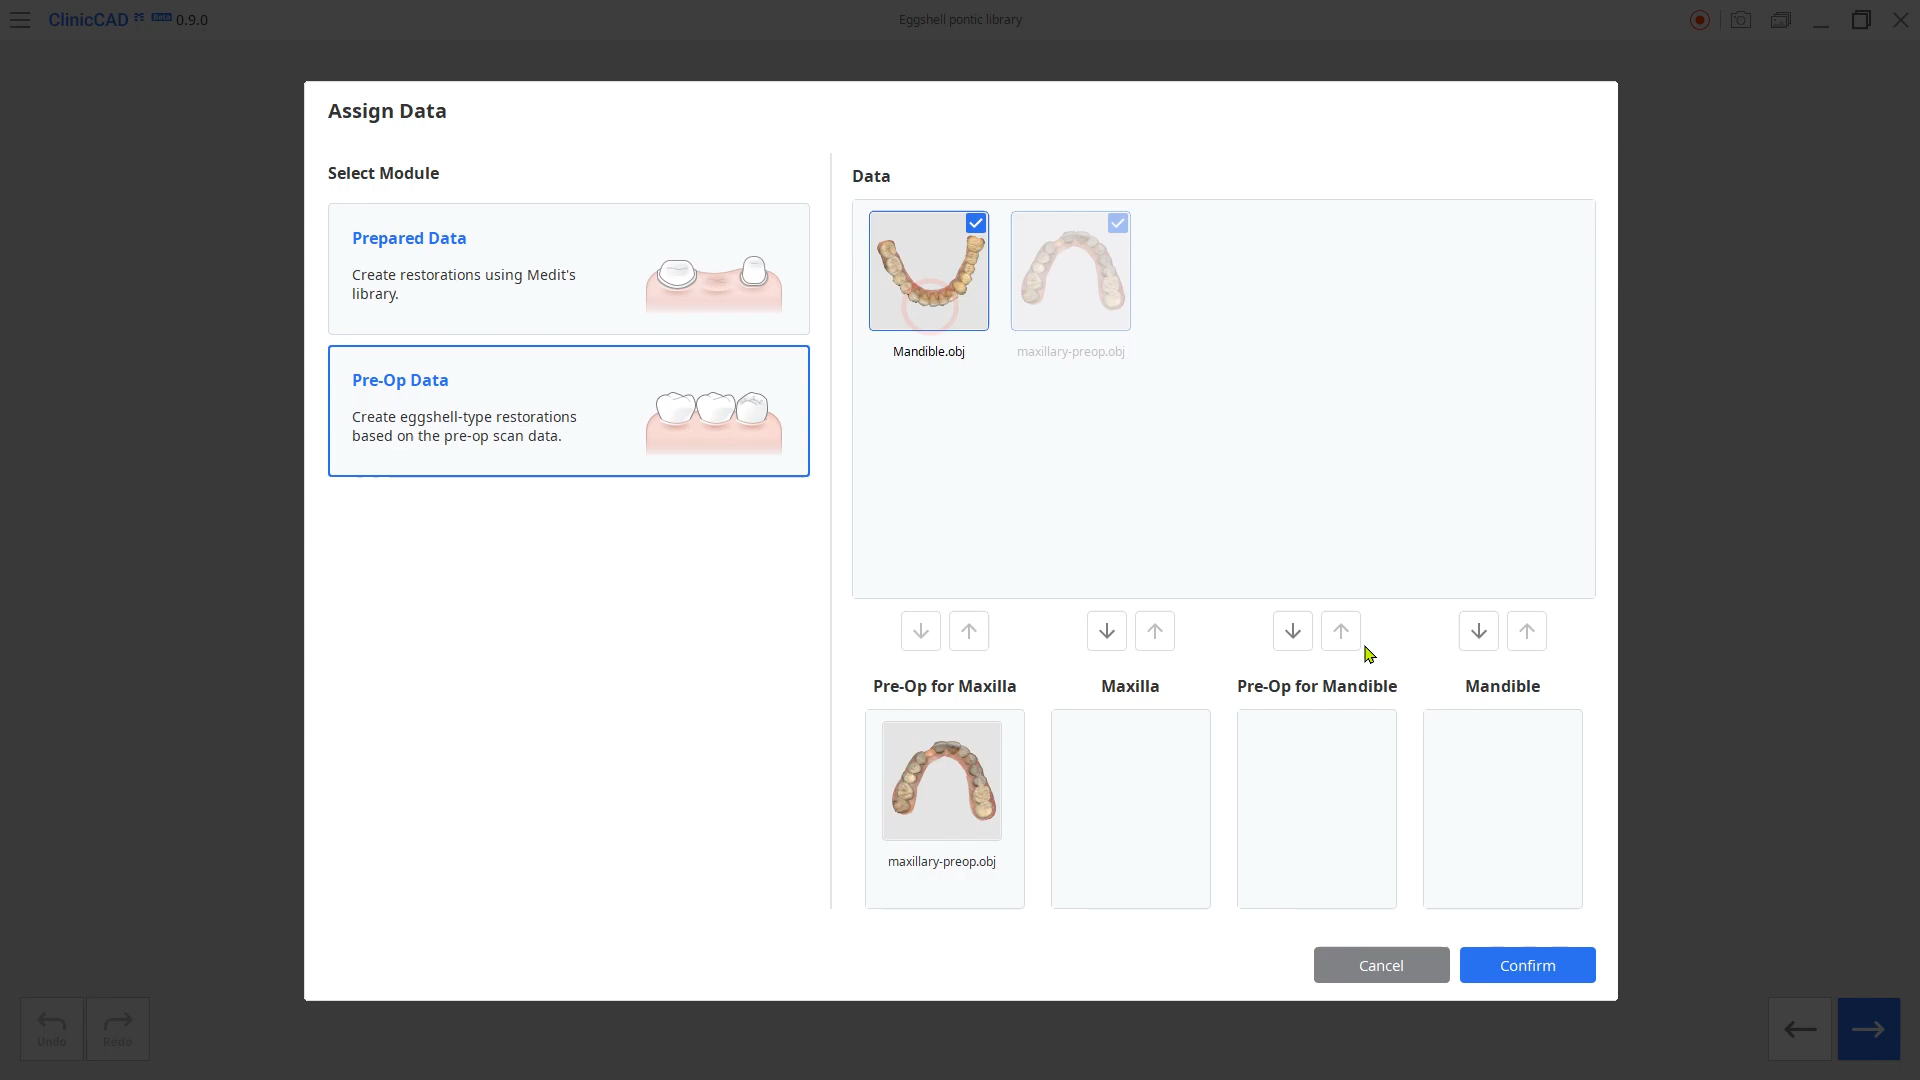 ClinicCAD Beta 0.9.0
Eggshell pontic library
Assign Data
Select Module
Prepared Data
Create restorations using Medit's
library.
Pre-Op Data
Create eggshell-type restorations
based on the pre-op scan data.
Data
Mandible.obj
maxillary-preop.obj
Pre-Op for Maxilla
Maxilla
Pre-Op for Mandible
Mandible
maxillary-preop.obj
Cancel
Confirm
Undo
Redo